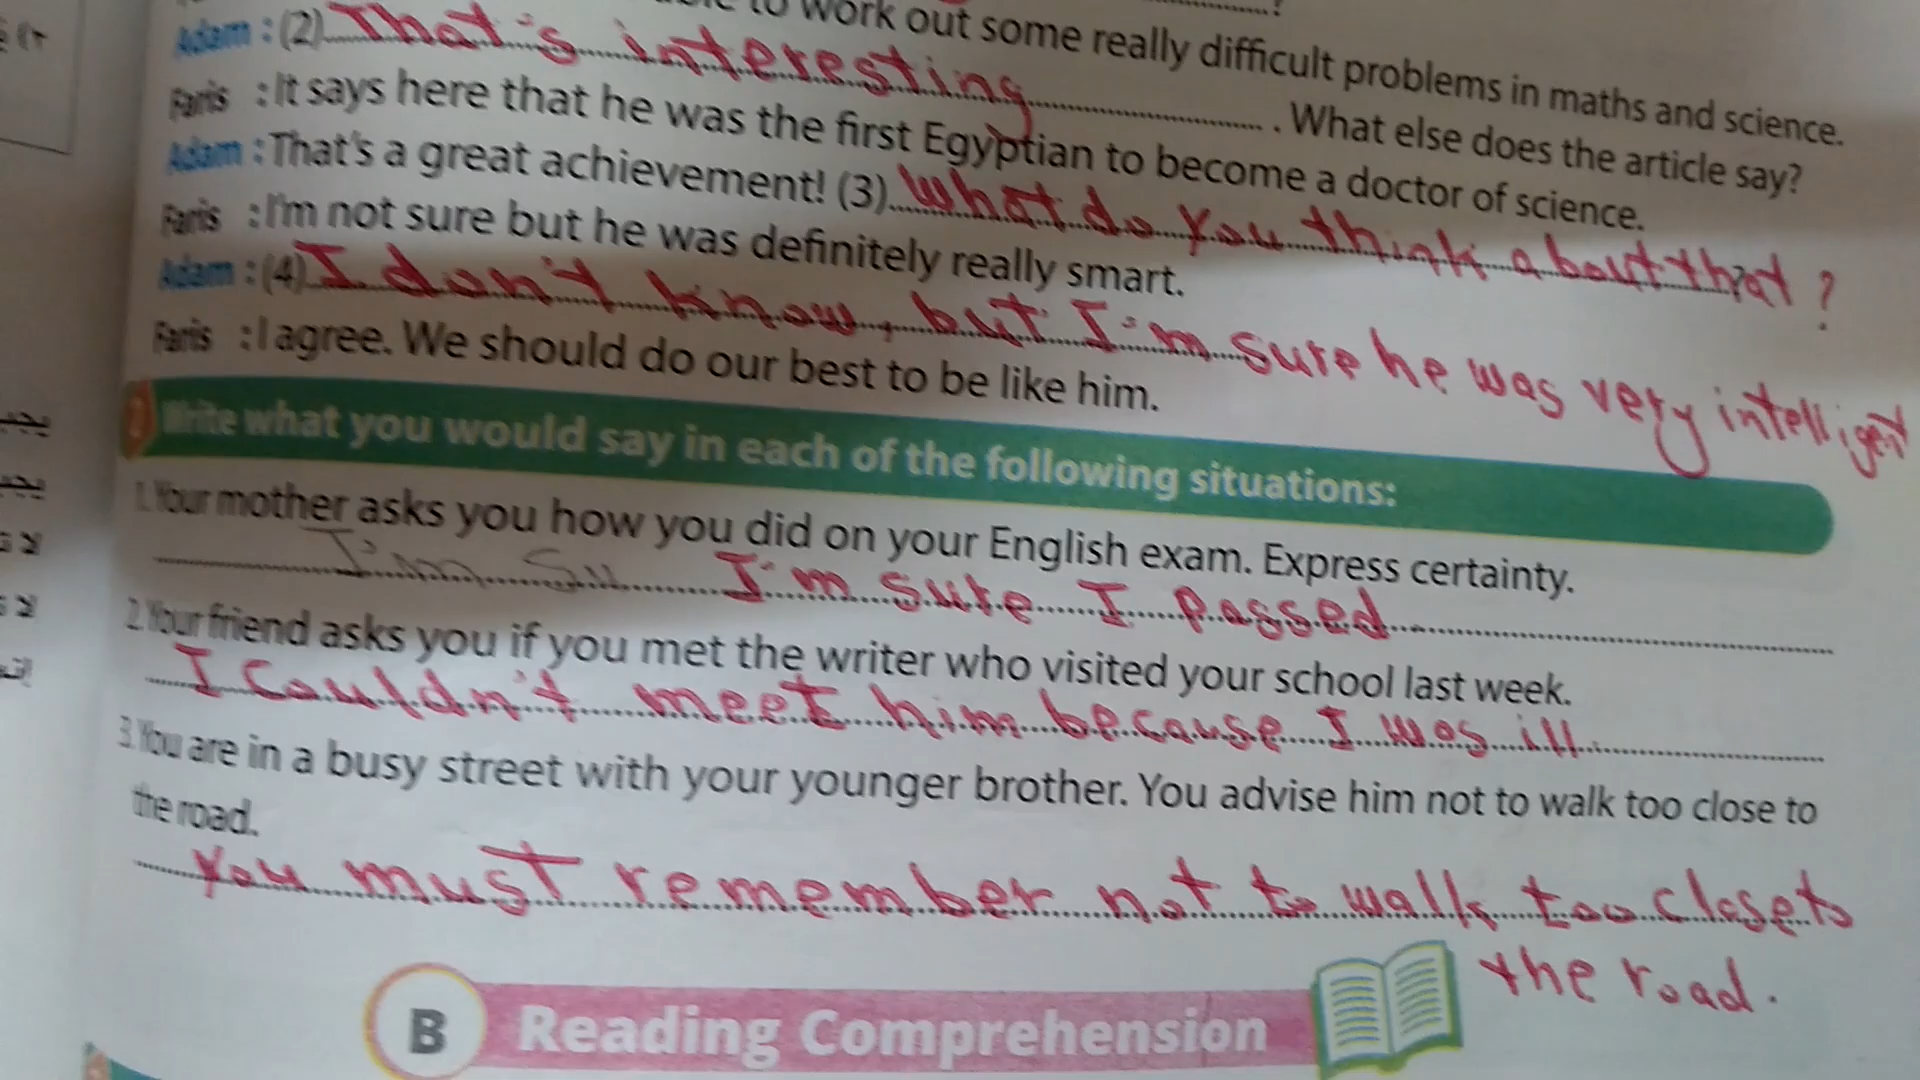 to work out some really difficult problems in maths and science.
Adam : (2) That's interesting . What else does the article say?
Faris : It says here that he was the first Egyptian to become a doctor of science.
Adam : That's a great achievement! (3) What do you think about that ?
Faris : I'm not sure but he was definitely really smart.
Adam : (4) I don't know, but I'm sure he was very intelligent
Faris : I agree. We should do our best to be like him.
2 Write what you would say in each of the following situations:
1. Your mother asks you how you did on your English exam. Express certainty.
I'm su I'm sure I passed
2. Your friend asks you if you met the writer who visited your school last week.
I couldn't meet him because I was ill
3. You are in a busy street with your younger brother. You advise him not to walk too close to
the road.
You must remember not to walk too close to
the road.
B Reading Comprehension